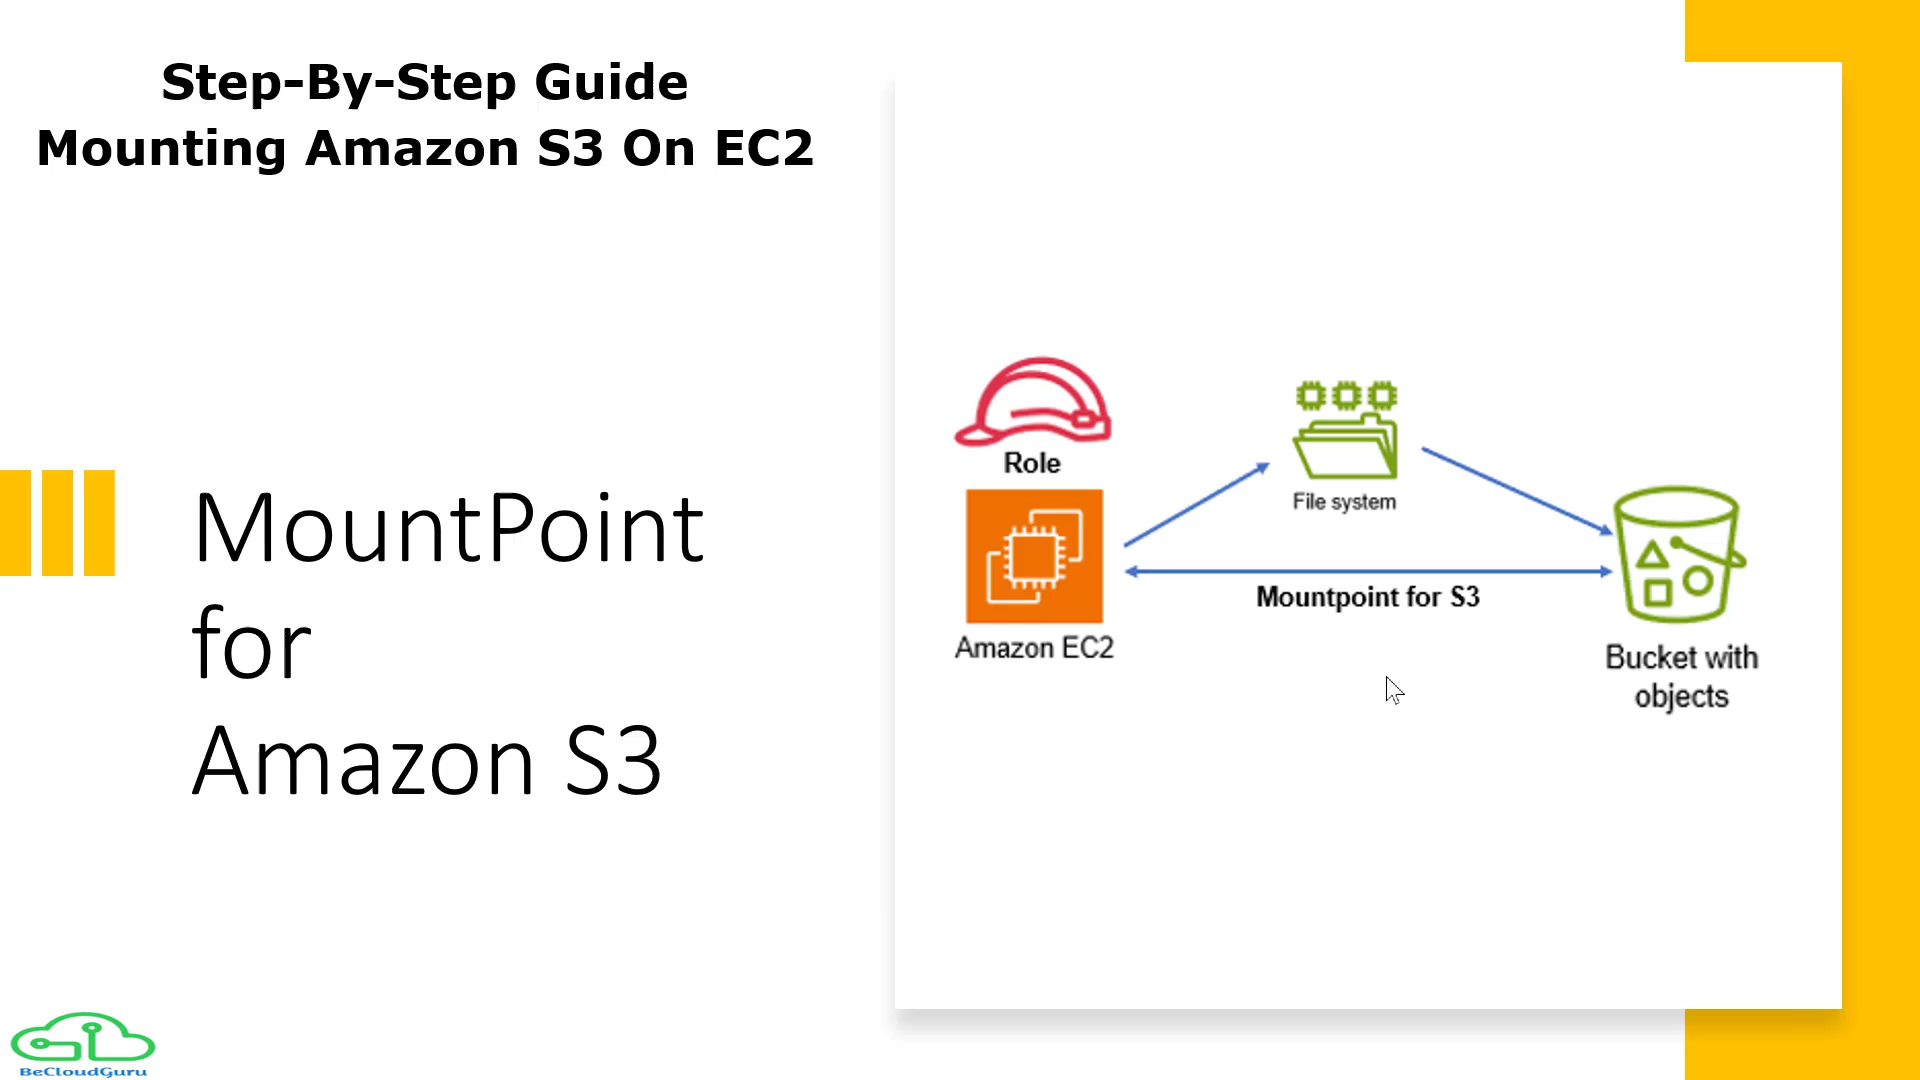 Step-By-Step Guide
Mounting Amazon S3 On EC2
MountPoint
for
Amazon S3
Role
Amazon EC2
File system
Mountpoint for S3
Bucket with
objects
BeCloudGuru